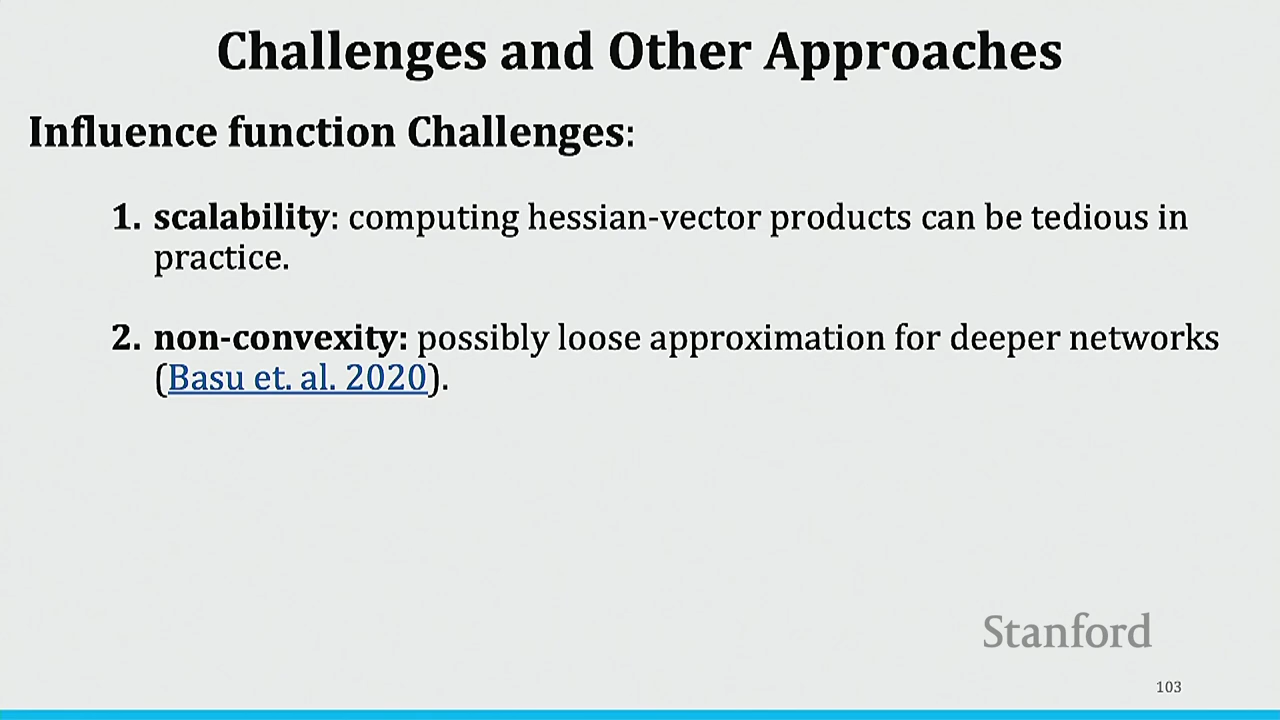 Challenges and Other Approaches
Influence function Challenges:
1. scalability: computing hessian-vector products can be tedious in
practice.
2. non-convexity: possibly loose approximation for deeper networks
(Basu et. al. 2020).
Stanford
103